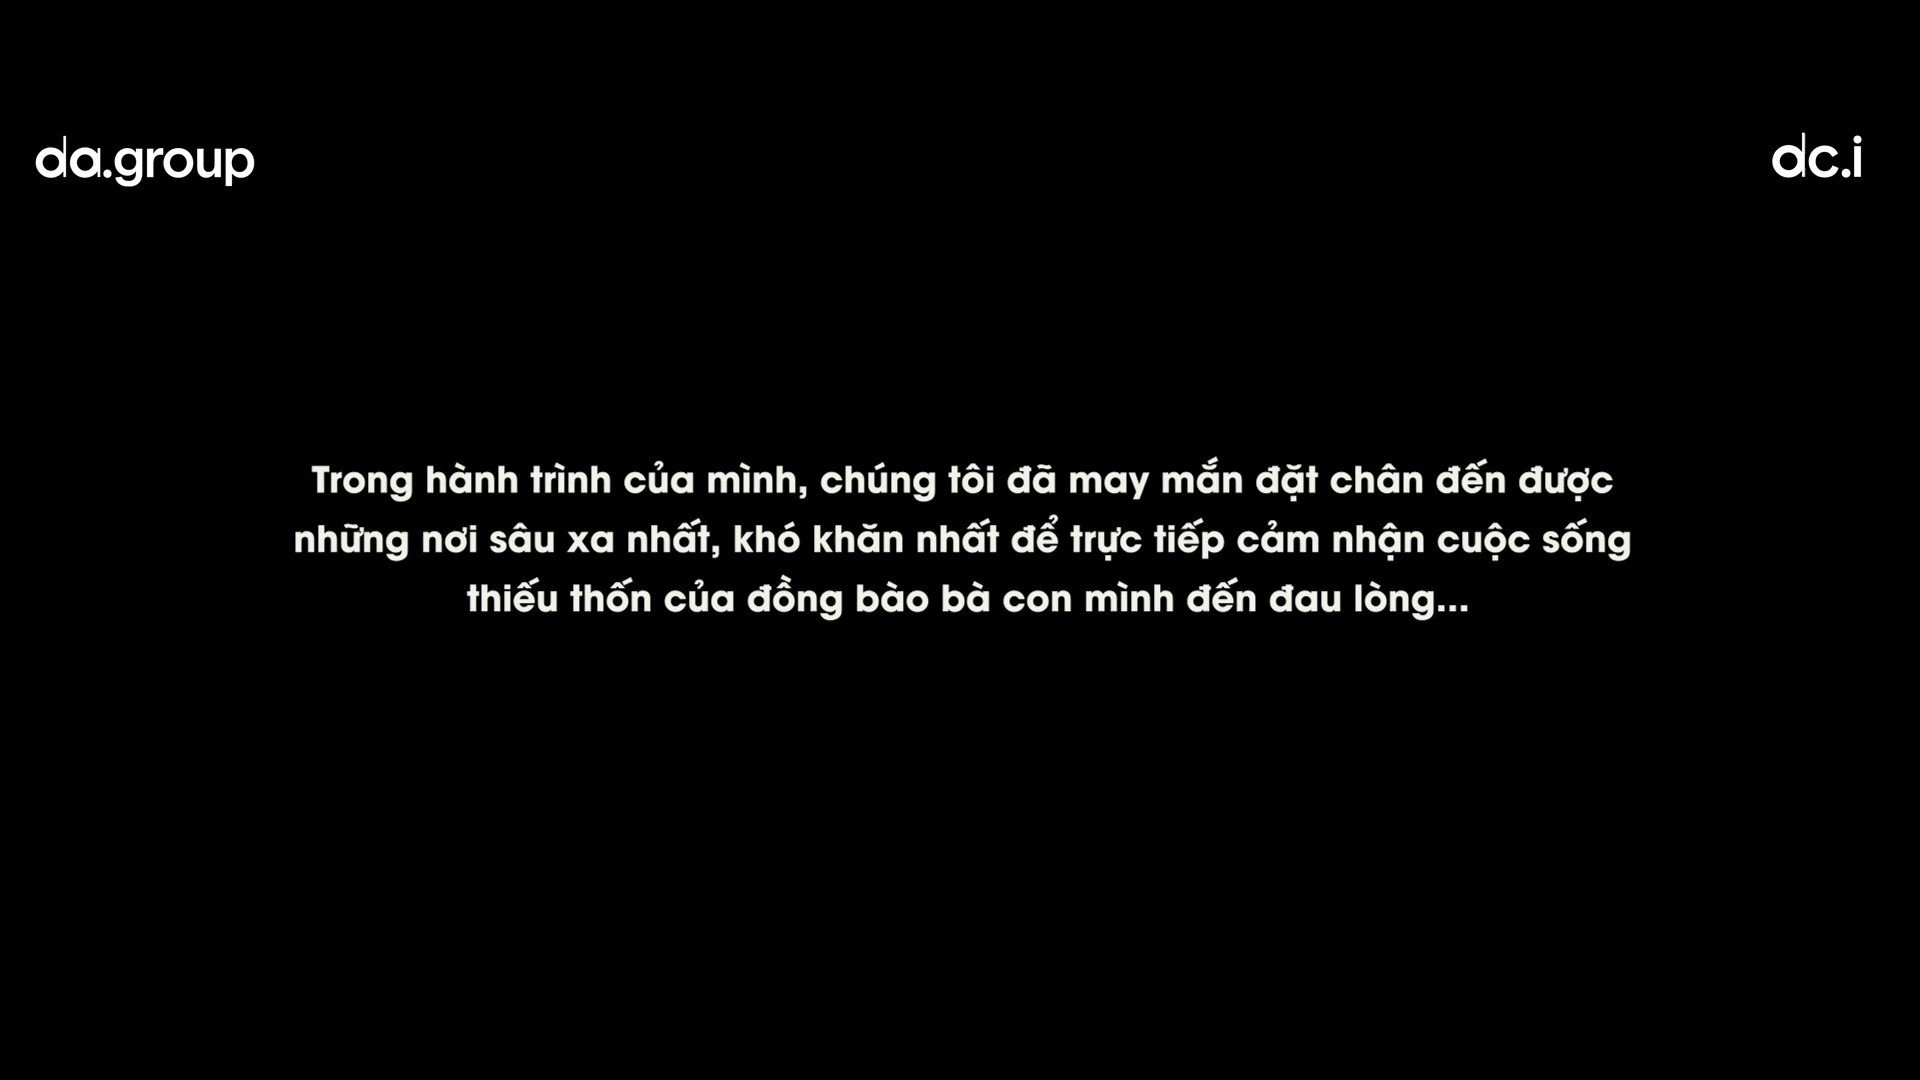 da.group
dc.i
Trong hành trình của mình, chúng tôi đã may mắn đặt chân đến được
những nơi sâu xa nhất, khó khăn nhất để trực tiếp cảm nhận cuộc sống
thiếu thốn của đồng bào bà con mình đến đau lòng...